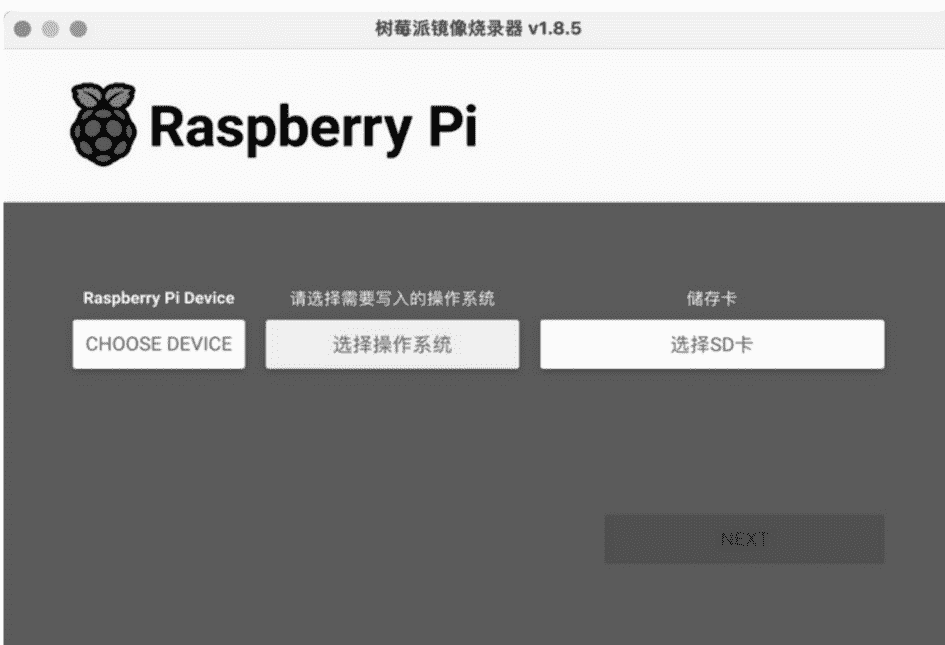 树莓派镜像烧录器 v1.8.5
Raspberry Pi
Raspberry Pi Device
请选择需要写入的操作系统
储存卡
CHOOSE DEVICE
选择操作系统
选择SD卡
NEXT